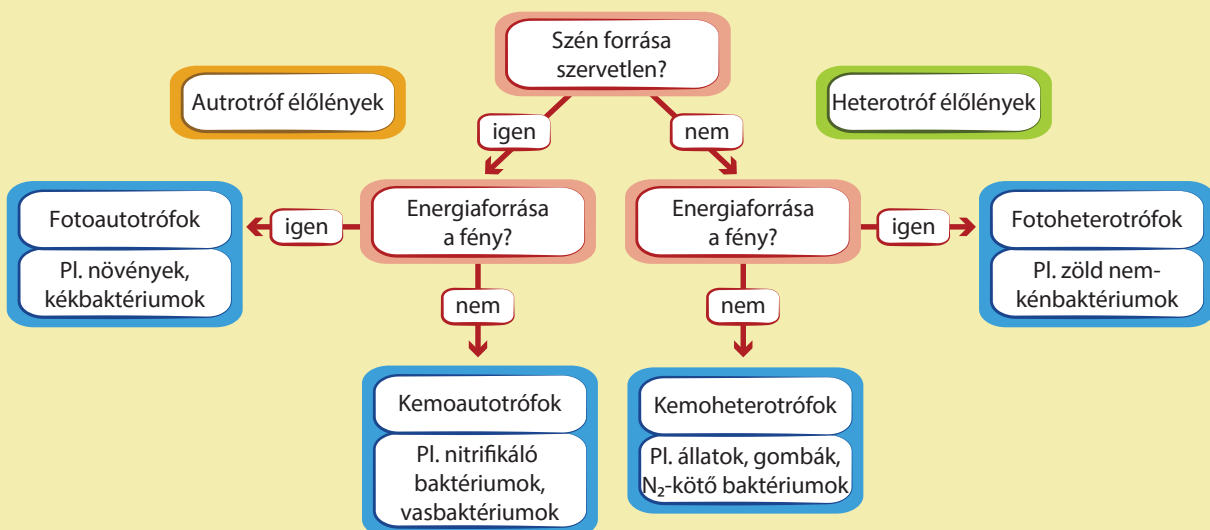 Szén forrása
szervetlen?
Autrotróf élőlények
Heterotróf élőlények
igen
nem
Fotoautotrófok
Pl. növények,
kékbaktériumok
igen
Energiaforrása
a fény?
Energiaforrása
a fény?
igen
Fotoheterotrófok
Pl. zöld nem-
kénbaktériumok
nem
nem
Kemoautotrófok
Pl. nitrifikáló
baktériumok,
vasbaktériumok
Kemoheterotrófok
Pl. állatok, gombák,
N₂-kötő baktériumok